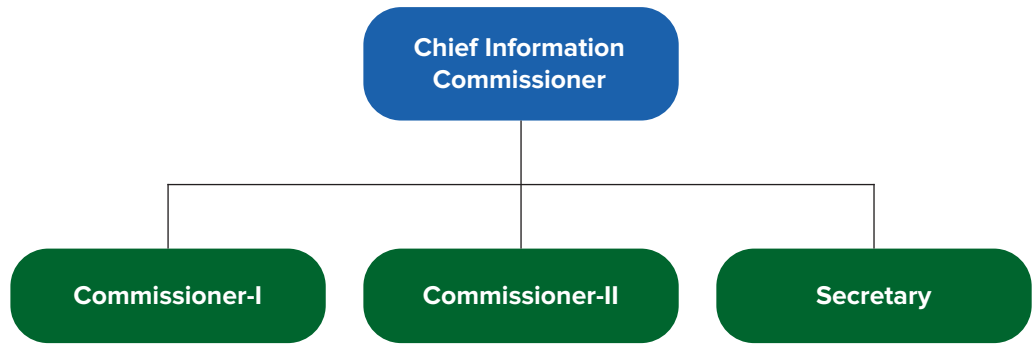 Chief Information
Commissioner
Commissioner-I
Commissioner-II
Secretary